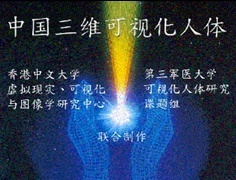 中国三维可视化人体
香港中文大学
虚拟现实、可视化
与图像学研究中心
第三军医大学
可视化人体研究
课题组
联合制作